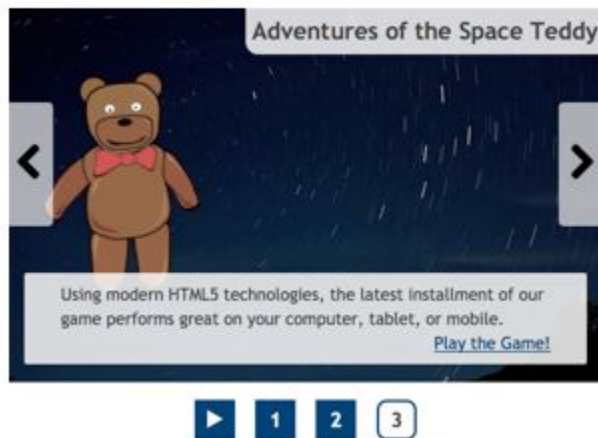 Adventures of the Space Teddy
Using modern HTML5 technologies, the latest installment of our
game performs great on your computer, tablet, or mobile.
Play the Game!
1 2 3